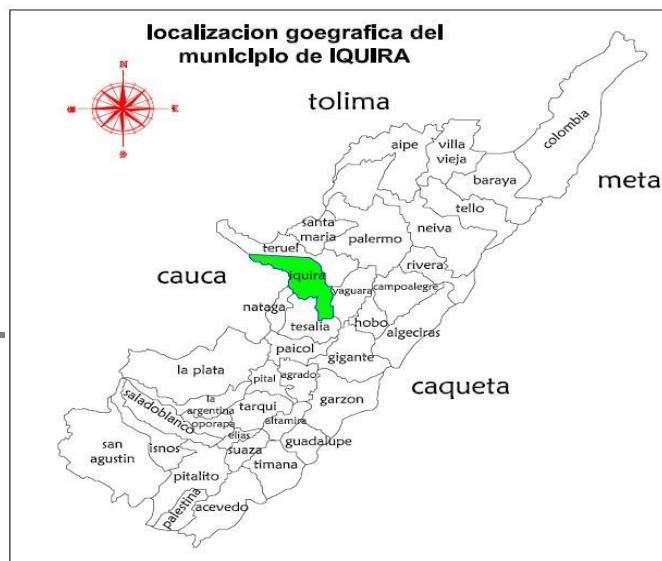 localizacion goegrafica del
municipio de IQUIRA
N
E
S
tolima
colombia
aipe
villa
vieja
baraya
meta
tello
santa
maria
palermo
neiva
teruel
rivera
cauca
iquira
yaguara
campoalegre
nataga
tesalia
hobo
algeciras
paicol
gigante
la plata
pital
agrado
caqueta
garzon
saladoblanco
la
argentina
tarqui
oporapa
altamira
elias
guadalupe
san
agustin
isnos
suaza
timana
pitalito
palestina
acevedo